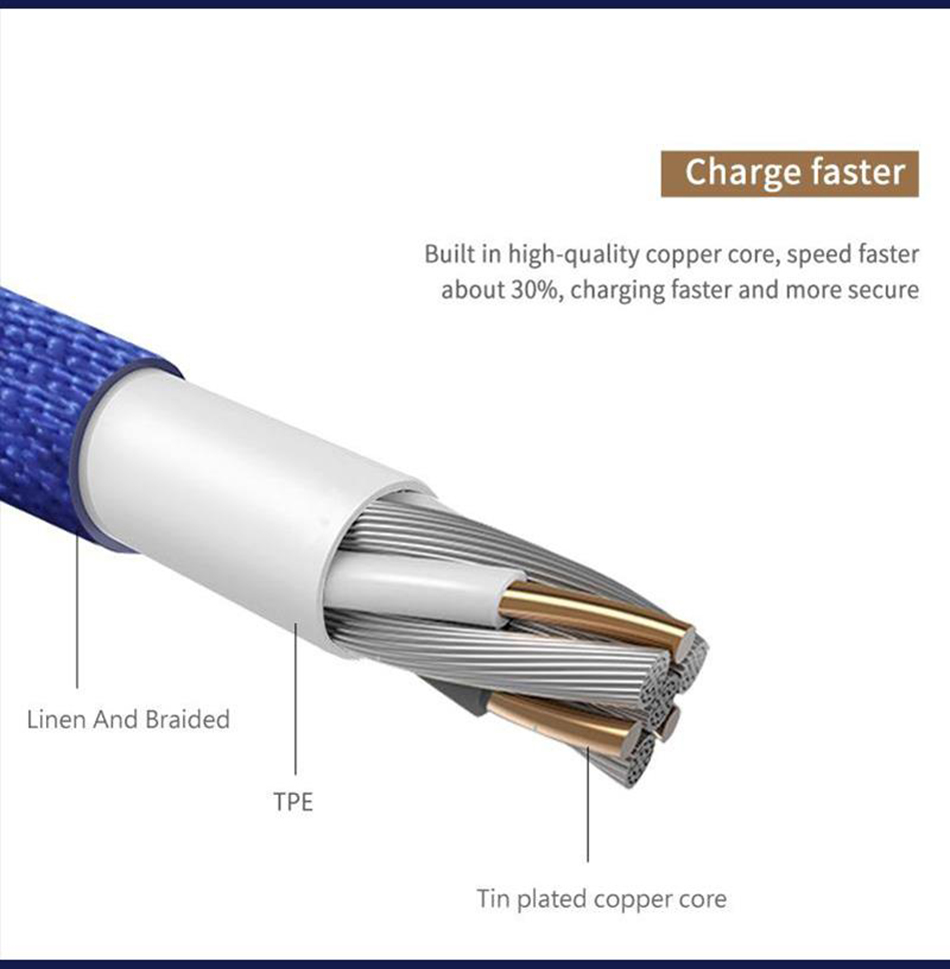 Charge faster
Built in high-quality copper core, speed faster
about 30%, charging faster and more secure
Linen And Braided
TPE
Tin plated copper core